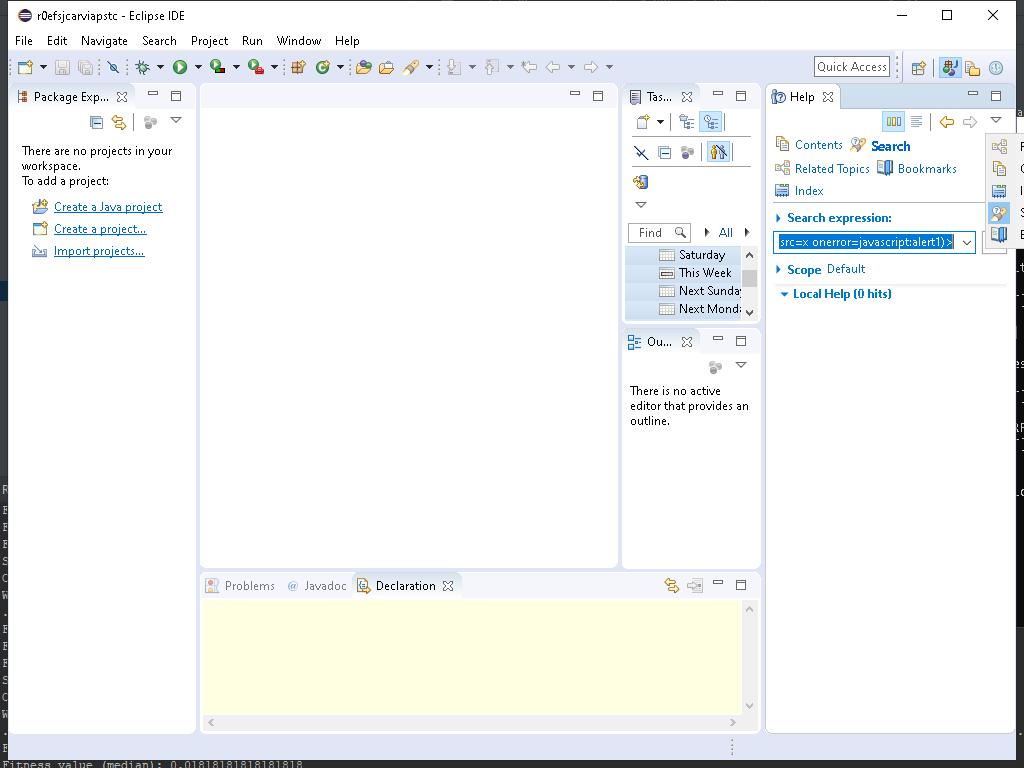 r0efsjcarviapstc - Eclipse IDE
File Edit Navigate Search Project Run Window Help
Quick Access
Package Exp...
There are no projects in your
workspace.
To add a project:
Create a Java project
Create a project...
Import projects...
Tas...
Find
All
Saturday
This Week
Next Sunday
Next Monda
Ou...
There is no active
editor that provides an
outline.
Help
Contents Search
Related Topics Bookmarks
Index
Search expression:
src=x onerror=javascript:alert1)>
Scope Default
Local Help (0 hits)
Problems @ Javadoc Declaration
Fitness value (median): 0.01818181818181818